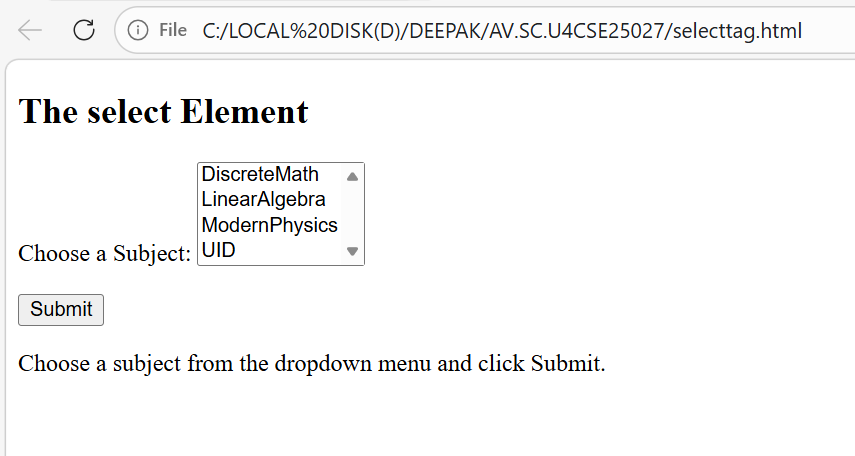 File C:/LOCAL%20DISK(D)/DEEPAK/AV.SC.U4CSE25027/selecttag.html
The select Element
DiscreteMath
LinearAlgebra
ModernPhysics
Choose a Subject: UID
Submit
Choose a subject from the dropdown menu and click Submit.